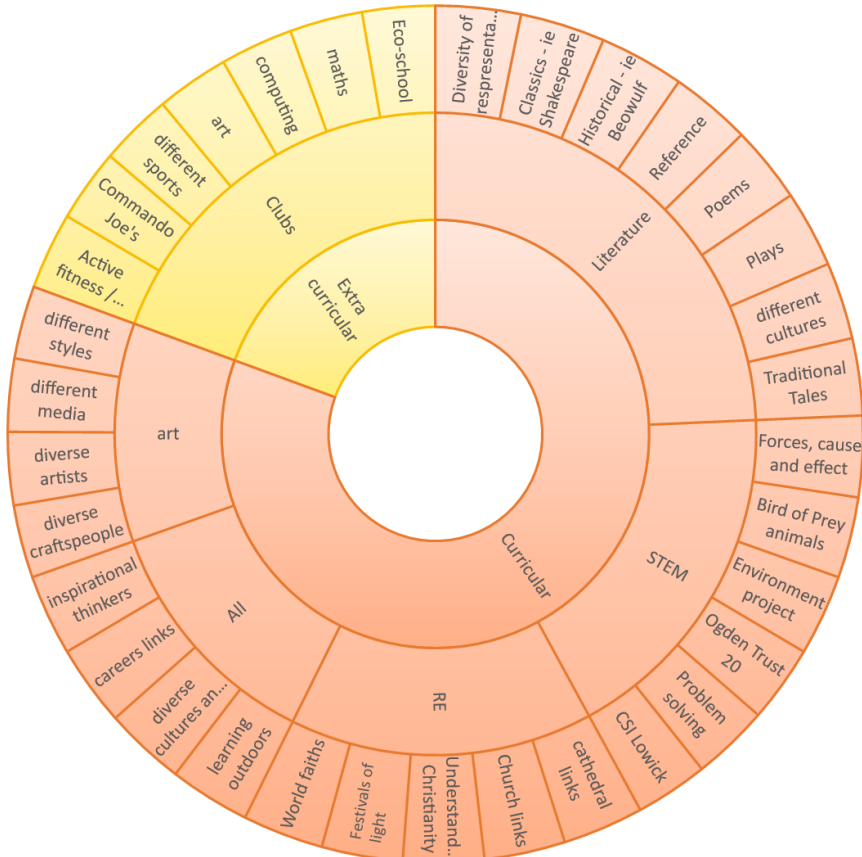 Extra
curricular
Clubs
Active
fitness /...
Commando
Joe's
different
sports
art
computing
maths
Eco-school
Curricular
Literature
Diversity of
respresenta...
Classics - ie
Shakespeare
Historical - ie
Beowulf
Reference
Poems
Plays
different
cultures
Traditional
Tales
STEM
Forces, cause
and effect
Bird of Prey
animals
Environment
project
Ogden Trust
20
Problem
solving
CSI Lowick
RE
cathedral
links
Church links
Understand...
Christianity
Festivals of
light
World faiths
All
learning
outdoors
diverse
cultures an...
careers links
inspirational
thinkers
art
diverse
craftspeople
diverse
artists
different
media
different
styles